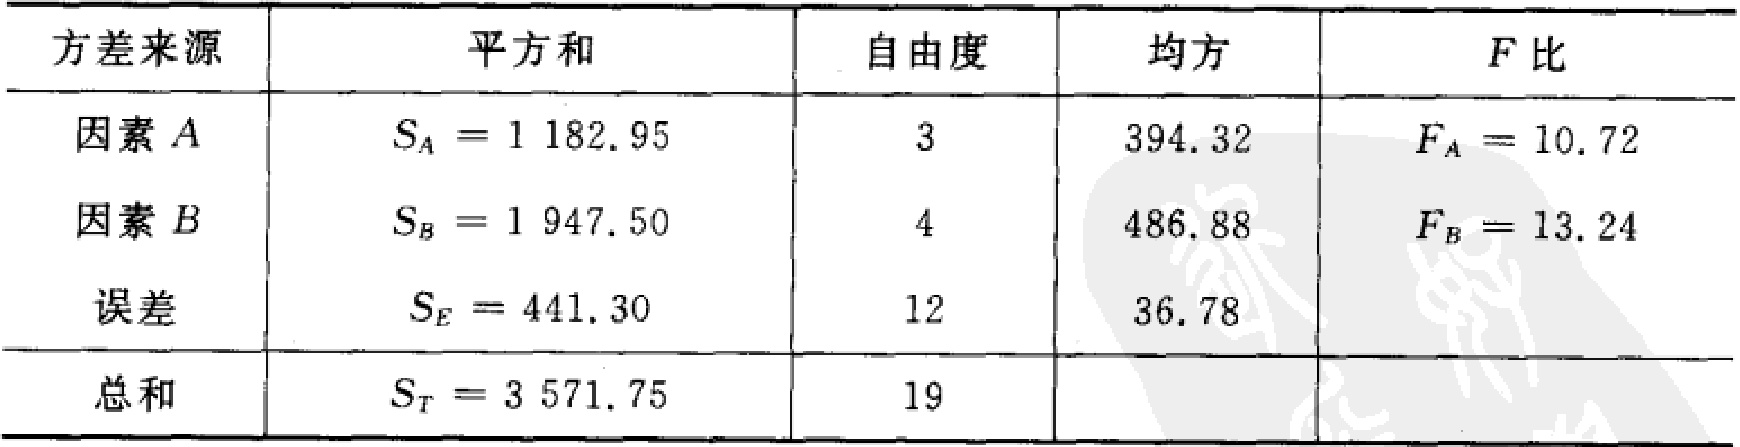 方差来源 平方和 自由度 均方 F 比
因素 A S_A = 1 182.95 3 394.32 F_A = 10.72
因素 B S_B = 1 947.50 4 486.88 F_B = 13.24
误差 S_E = 441.30 12 36.78
总和 S_T = 3 571.75 19